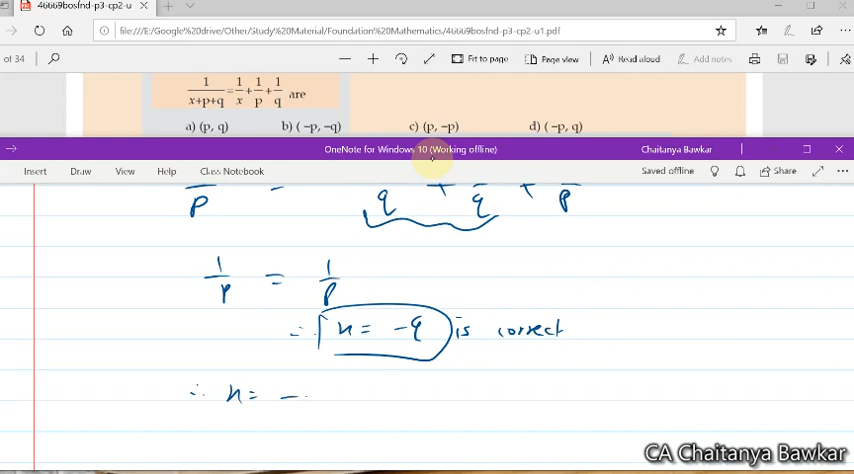 46669bosfnd-p3-cp2-u1.pdf
file:///E:/Google%20drive/Other/Study%20Material/Foundation%20Mathematics/46669bosfnd-p3-cp2-u1.pdf
of 34
Fit to page
Page view
Read aloud
Add notes
1/(x+p+q) = 1/x + 1/p + 1/q are
a) (p, q) b) (−p, −q) c) (p, −p) d) (−p, q)
OneNote for Windows 10 (Working offline) Chaitanya Bawkar
Insert Draw View Help Class Notebook Saved offline Share
p = q + q + p
1/p = 1/p
∴ x = −q is correct
∴ x = −
CA Chaitanya Bawkar